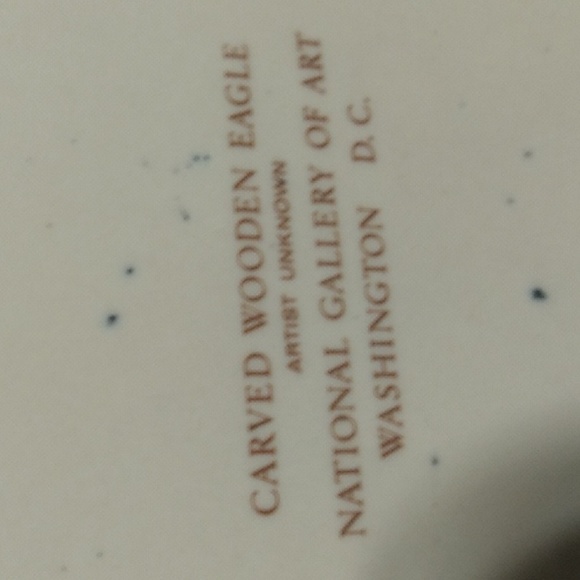 CARVED WOODEN EAGLE
ARTIST UNKNOWN
NATIONAL GALLERY OF ART
WASHINGTON D. C.